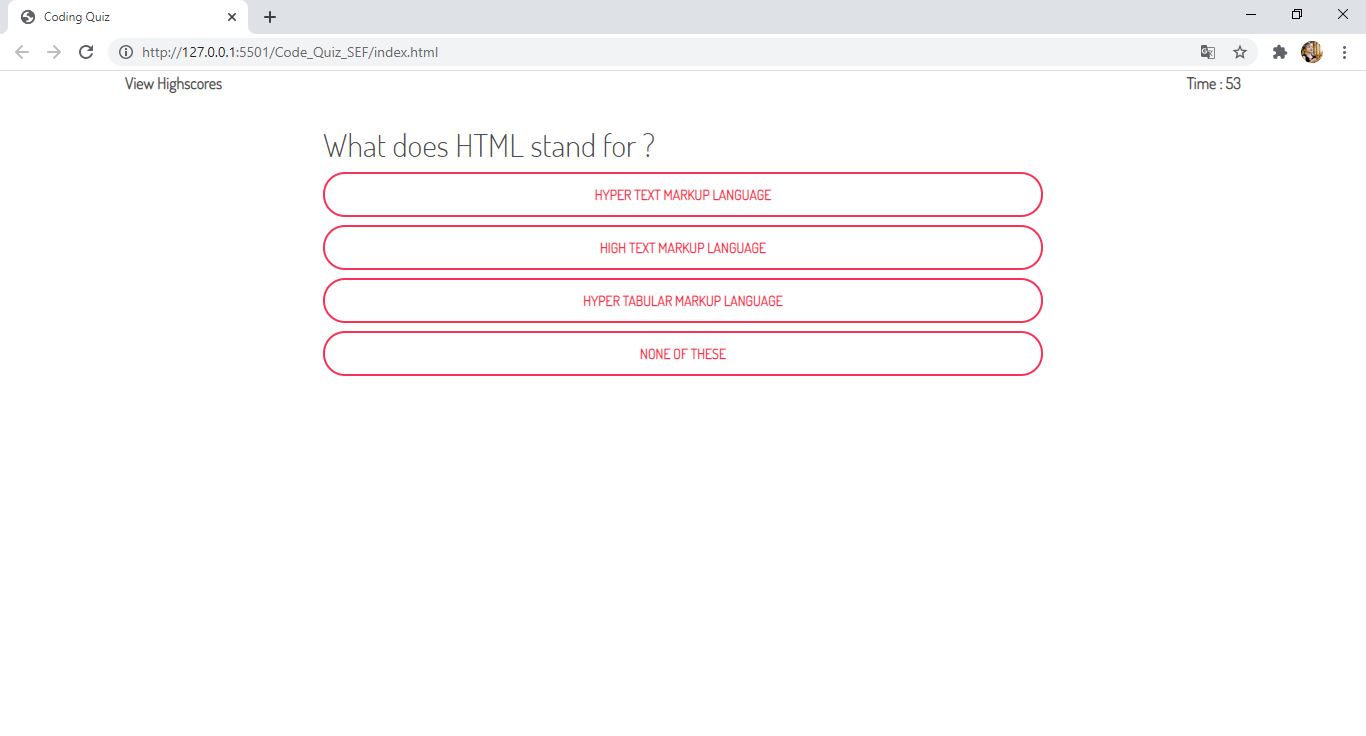 Coding Quiz
http://127.0.0.1:5501/Code_Quiz_SEF/index.html
View Highscores
Time : 53
What does HTML stand for ?
HYPER TEXT MARKUP LANGUAGE
HIGH TEXT MARKUP LANGUAGE
HYPER TABULAR MARKUP LANGUAGE
NONE OF THESE